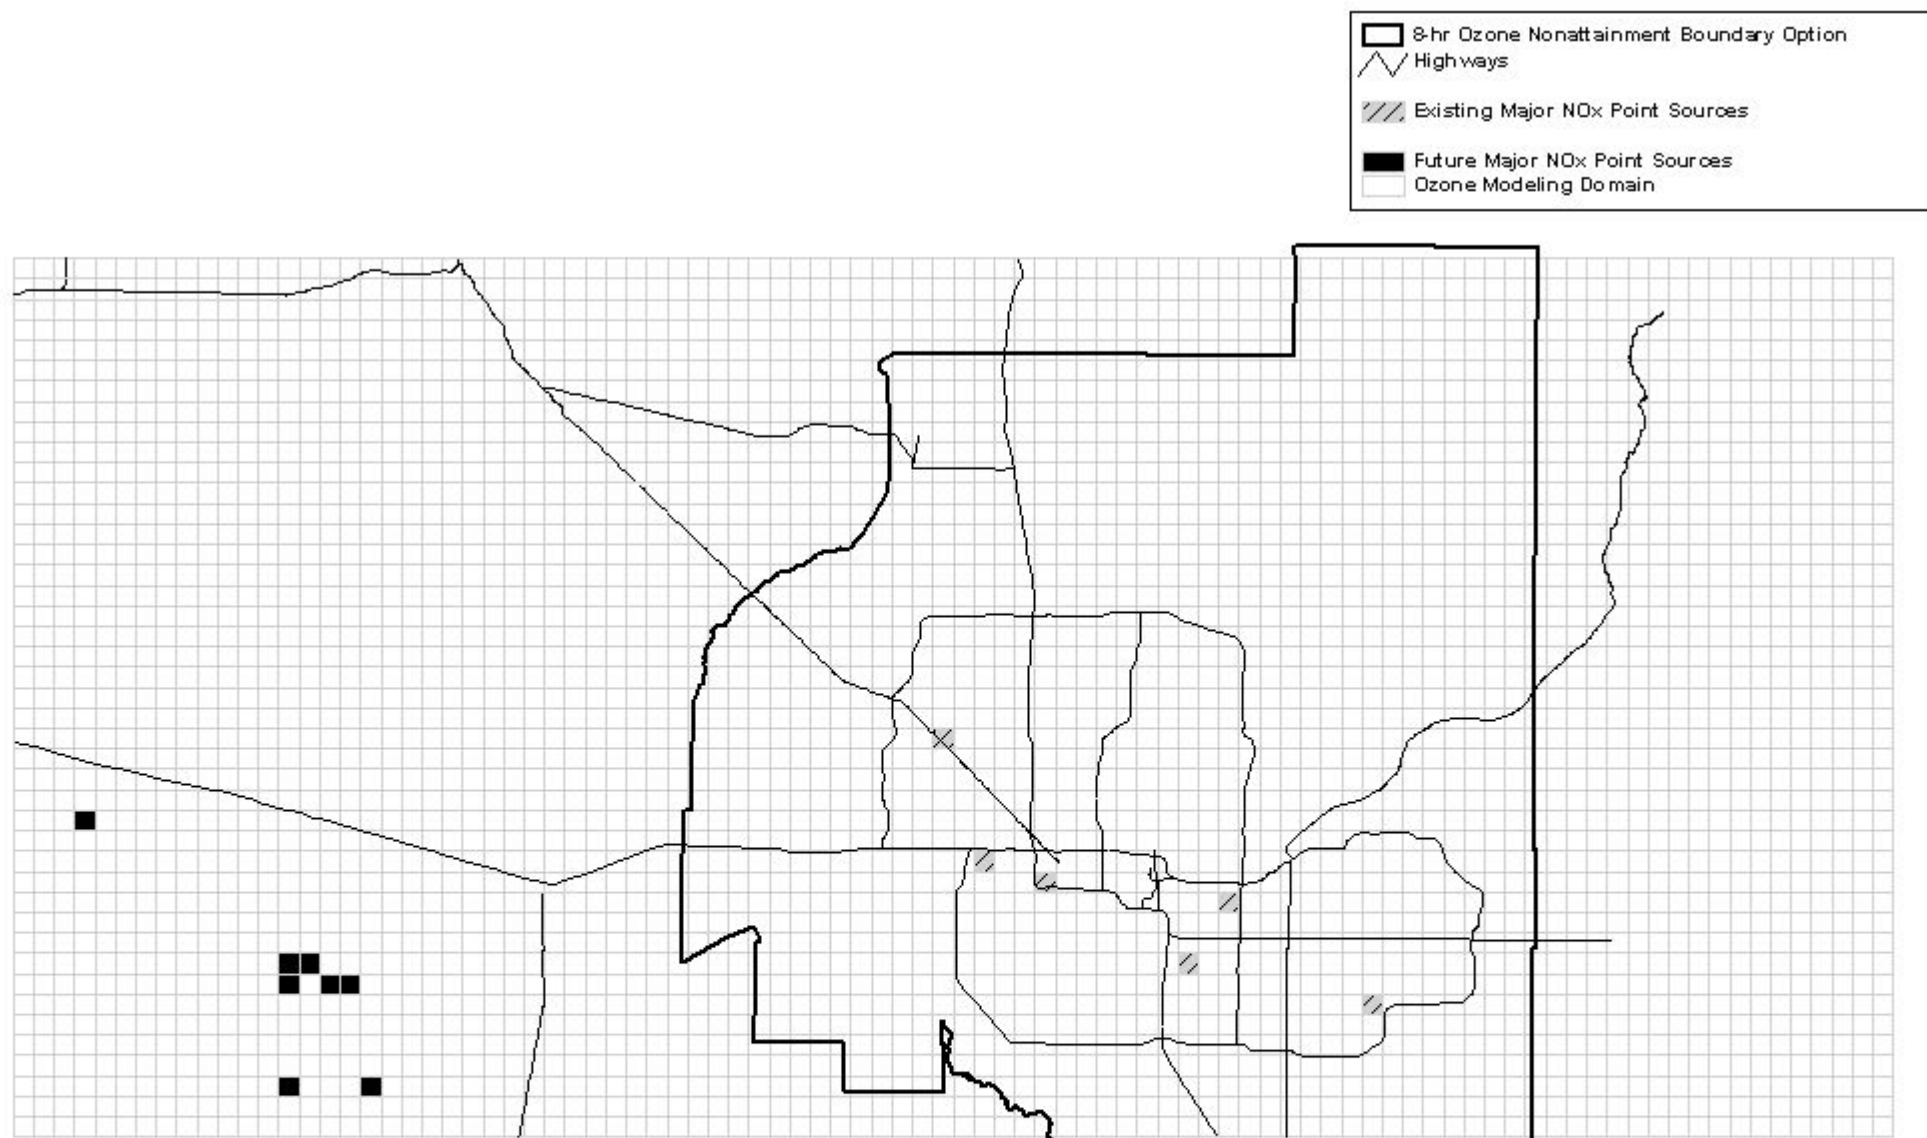 8-hr Ozone Nonattainment Boundary Option
Highways
Existing Major NOx Point Sources
Future Major NOx Point Sources
Ozone Modeling Domain